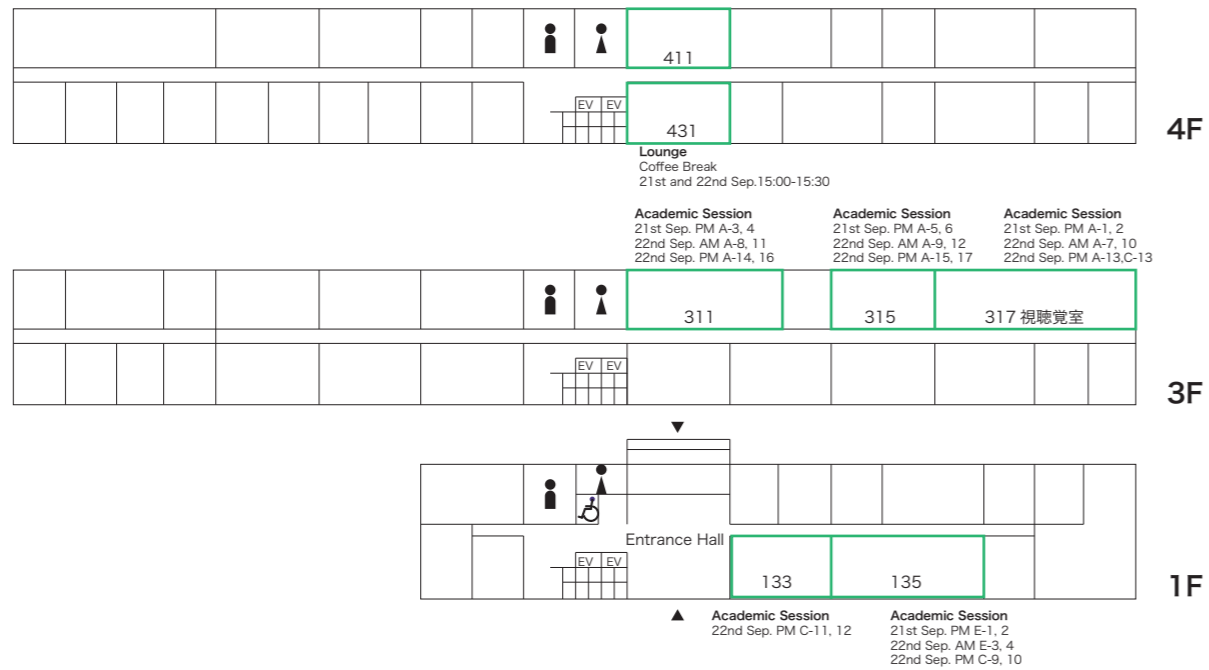 411
EV EV
431
4F
Lounge
Coffee Break
21st and 22nd Sep.15:00-15:30
Academic Session
21st Sep. PM A-3, 4
22nd Sep. AM A-8, 11
22nd Sep. PM A-14, 16
Academic Session
21st Sep. PM A-5, 6
22nd Sep. AM A-9, 12
22nd Sep. PM A-15, 17
Academic Session
21st Sep. PM A-1, 2
22nd Sep. AM A-7, 10
22nd Sep. PM A-13,C-13
311
315
317 視聴覚室
EV EV
3F
Entrance Hall
EV EV
133
135
1F
Academic Session
22nd Sep. PM C-11, 12
Academic Session
21st Sep. PM E-1, 2
22nd Sep. AM E-3, 4
22nd Sep. PM C-9, 10